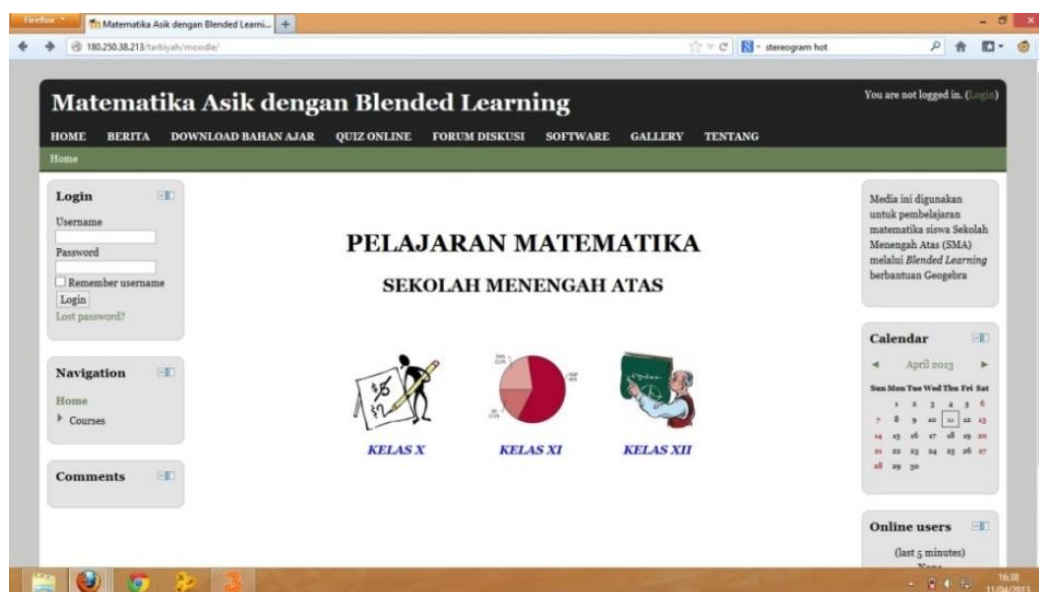 Firefox
Matematika Asik dengan Blended Learni...
180.250.38.213/tarbiyah/moodle/
stereogram hot
Matematika Asik dengan Blended Learning
You are not logged in. (Login)
HOME BERITA DOWNLOAD BAHAN AJAR QUIZ ONLINE FORUM DISKUSI SOFTWARE GALLERY TENTANG
Home
Login
Username
Password
Remember username
Login
Lost password?
Navigation
Home
Courses
Comments
PELAJARAN MATEMATIKA
SEKOLAH MENENGAH ATAS
KELAS X
KELAS XI
KELAS XII
Media ini digunakan
untuk pembelajaran
matematika siswa Sekolah
Menengah Atas (SMA)
melalui Blended Learning
berbantuan Geogebra
Calendar
April 2013
Sun Mon Tue Wed Thu Fri Sat
1 2 3 4 5 6
7 8 9 10 11 12 13
14 15 16 17 18 19 20
21 22 23 24 25 26 27
28 29 30
Online users
(last 5 minutes)
None
16:38
11/04/2013